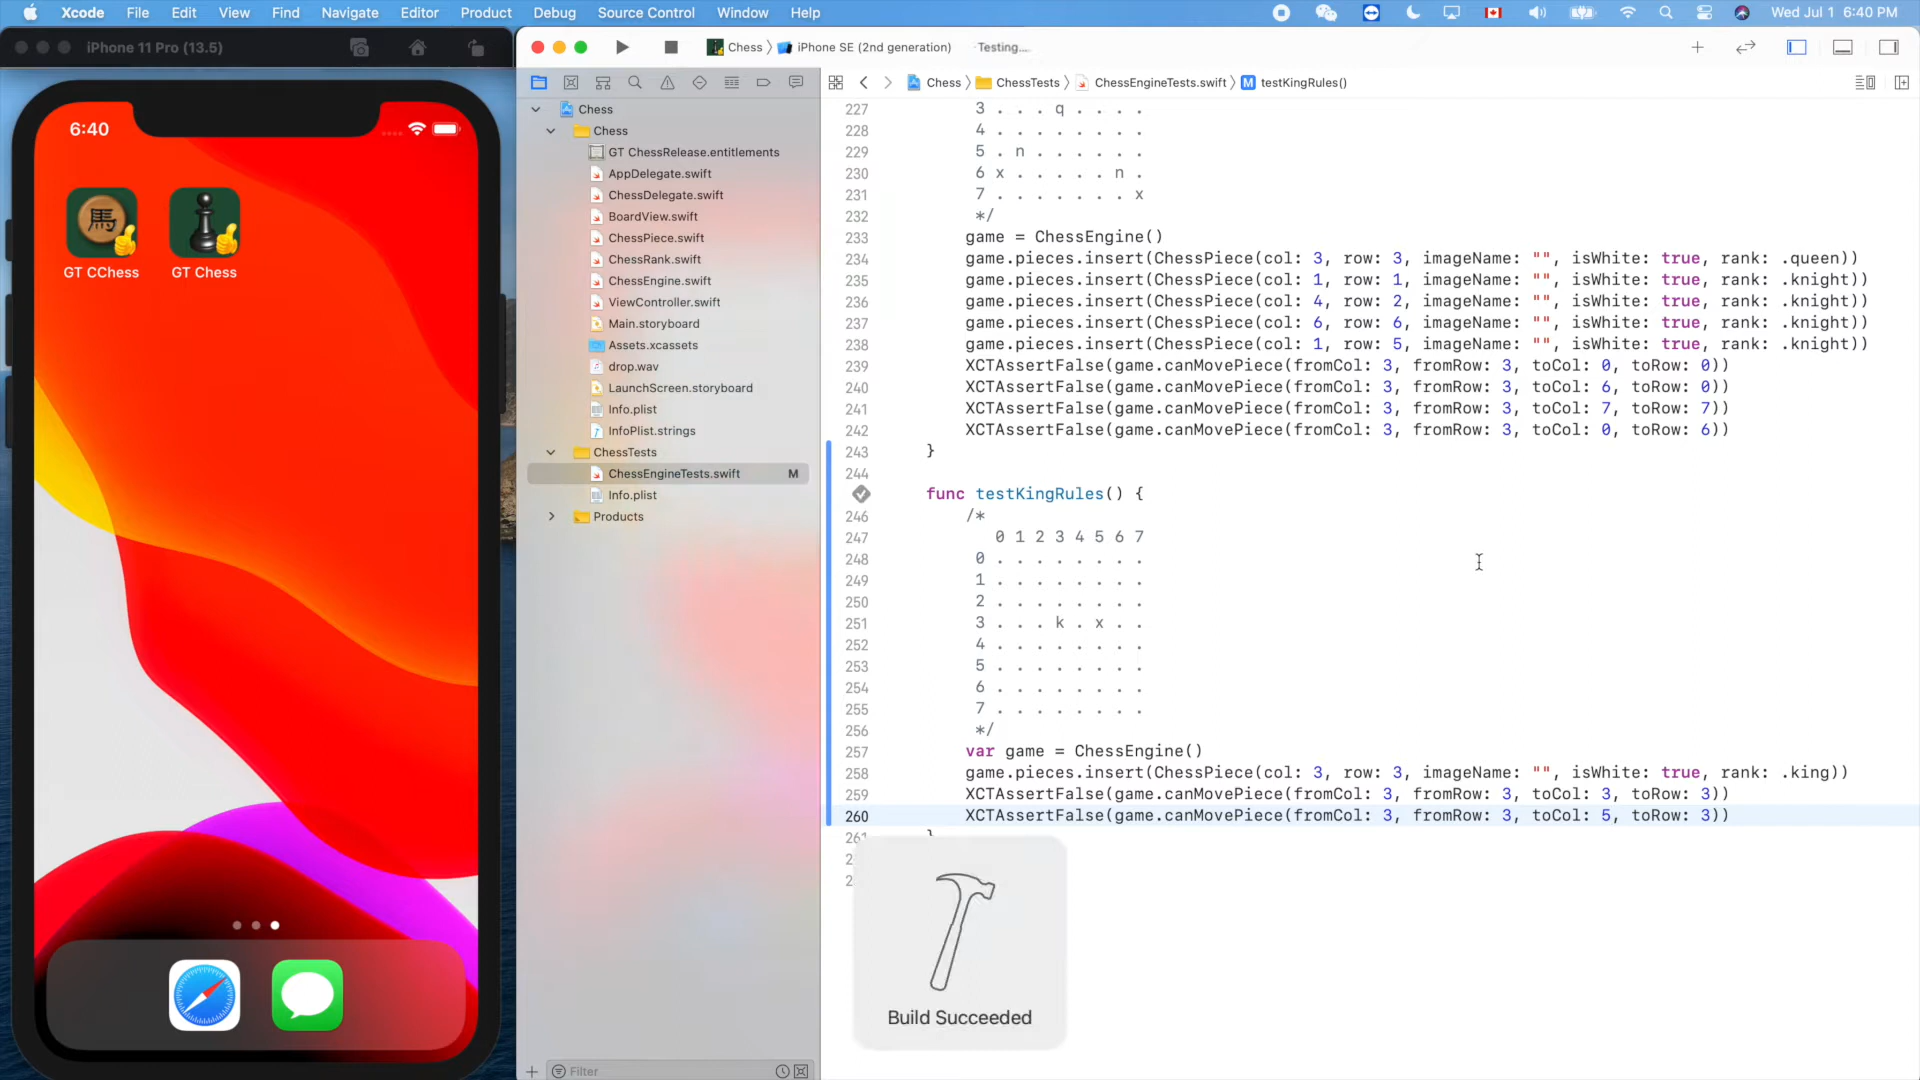 Xcode File Edit View Find Navigate Editor Product Debug Source Control Window Help
Wed Jul 1 6:40 PM
iPhone 11 Pro (13.5)
6:40
馬
GT CChess
GT Chess
Chess
iPhone SE (2nd generation)
Testing...
Chess
Chess
GT ChessRelease.entitlements
AppDelegate.swift
ChessDelegate.swift
BoardView.swift
ChessPiece.swift
ChessRank.swift
ChessEngine.swift
ViewController.swift
Main.storyboard
Assets.xcassets
drop.wav
LaunchScreen.storyboard
Info.plist
InfoPlist.strings
ChessTests
ChessEngineTests.swift M
Info.plist
Products
Filter
Chess ChessTests ChessEngineTests.swift M testKingRules()
227 3 . . . q . . . .
228 4 . . . . . . . .
229 5 . n . . . . . .
230 6 x . . . . . n .
231 7 . . . . . . . x
232 */
233 game = ChessEngine()
234 game.pieces.insert(ChessPiece(col: 3, row: 3, imageName: "", isWhite: true, rank: .queen))
235 game.pieces.insert(ChessPiece(col: 1, row: 1, imageName: "", isWhite: true, rank: .knight))
236 game.pieces.insert(ChessPiece(col: 4, row: 2, imageName: "", isWhite: true, rank: .knight))
237 game.pieces.insert(ChessPiece(col: 6, row: 6, imageName: "", isWhite: true, rank: .knight))
238 game.pieces.insert(ChessPiece(col: 1, row: 5, imageName: "", isWhite: true, rank: .knight))
239 XCTAssertFalse(game.canMovePiece(fromCol: 3, fromRow: 3, toCol: 0, toRow: 0))
240 XCTAssertFalse(game.canMovePiece(fromCol: 3, fromRow: 3, toCol: 6, toRow: 0))
241 XCTAssertFalse(game.canMovePiece(fromCol: 3, fromRow: 3, toCol: 7, toRow: 7))
242 XCTAssertFalse(game.canMovePiece(fromCol: 3, fromRow: 3, toCol: 0, toRow: 6))
243 }
244
func testKingRules() {
246 /*
247 0 1 2 3 4 5 6 7
248 0 . . . . . . . .
249 1 . . . . . . . .
250 2 . . . . . . . .
251 3 . . . k . x . .
252 4 . . . . . . . .
253 5 . . . . . . . .
254 6 . . . . . . . .
255 7 . . . . . . . .
256 */
257 var game = ChessEngine()
258 game.pieces.insert(ChessPiece(col: 3, row: 3, imageName: "", isWhite: true, rank: .king))
259 XCTAssertFalse(game.canMovePiece(fromCol: 3, fromRow: 3, toCol: 3, toRow: 3))
260 XCTAssertFalse(game.canMovePiece(fromCol: 3, fromRow: 3, toCol: 5, toRow: 3))
261 }
Build Succeeded